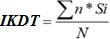 IKDT = ∑n * Si / N